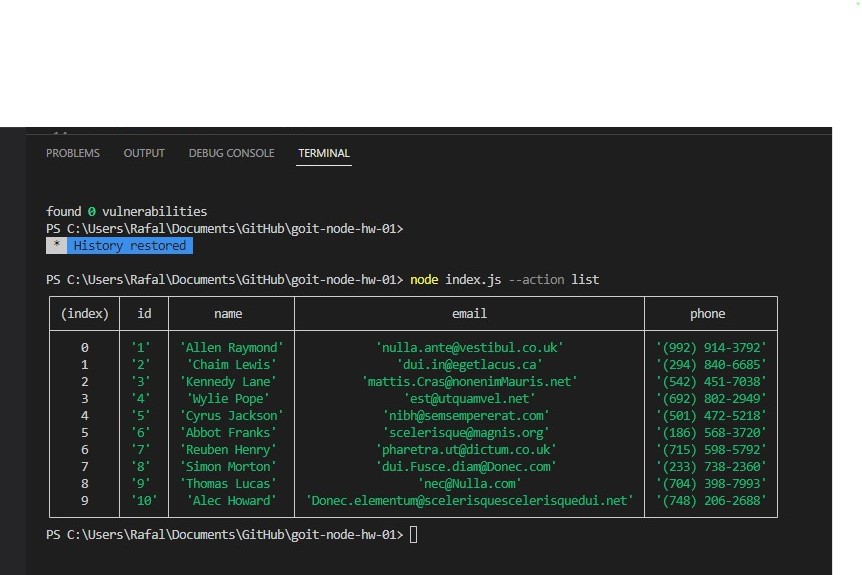 PROBLEMS OUTPUT DEBUG CONSOLE TERMINAL
found 0 vulnerabilities
PS C:\Users\Rafal\Documents\GitHub\goit-node-hw-01>
* History restored
PS C:\Users\Rafal\Documents\GitHub\goit-node-hw-01> node index.js --action list
(index) id name email phone
0 '1' 'Allen Raymond' 'nulla.ante@vestibul.co.uk' '(992) 914-3792'
1 '2' 'Chaim Lewis' 'dui.in@egetlacus.ca' '(294) 840-6685'
2 '3' 'Kennedy Lane' 'mattis.Cras@nonenimMauris.net' '(542) 451-7038'
3 '4' 'Wylie Pope' 'est@utquamvel.net' '(692) 802-2949'
4 '5' 'Cyrus Jackson' 'nibh@semsempererat.com' '(501) 472-5218'
5 '6' 'Abbot Franks' 'scelerisque@magnis.org' '(186) 568-3720'
6 '7' 'Reuben Henry' 'pharetra.ut@dictum.co.uk' '(715) 598-5792'
7 '8' 'Simon Morton' 'dui.Fusce.diam@Donec.com' '(233) 738-2360'
8 '9' 'Thomas Lucas' 'nec@Nulla.com' '(704) 398-7993'
9 '10' 'Alec Howard' 'Donec.elementum@scelerisquescelerisquedui.net' '(748) 206-2688'
PS C:\Users\Rafal\Documents\GitHub\goit-node-hw-01>